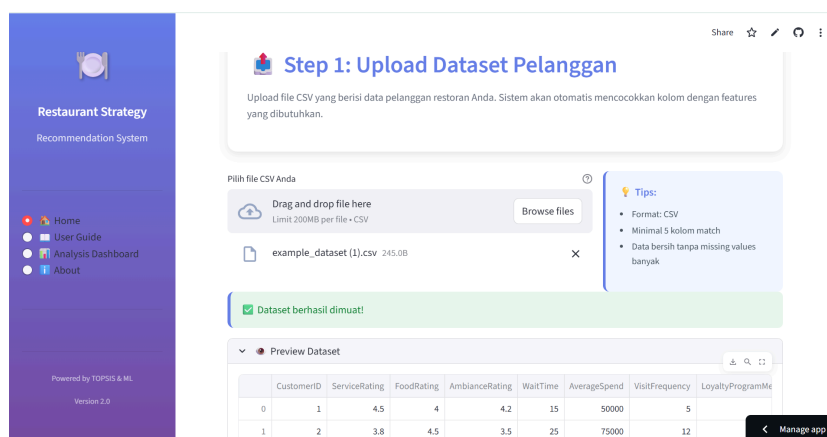 Share
Restaurant Strategy
Recommendation System
Home
User Guide
Analysis Dashboard
About
Powered by TOPSIS & ML
Version 2.0
Step 1: Upload Dataset Pelanggan
Upload file CSV yang berisi data pelanggan restoran Anda. Sistem akan otomatis mencocokkan kolom dengan features
yang dibutuhkan.
Pilih file CSV Anda
Drag and drop file here
Limit 200MB per file • CSV
Browse files
example_dataset (1).csv 245.0B
Tips:
• Format: CSV
• Minimal 5 kolom match
• Data bersih tanpa missing values
banyak
Dataset berhasil dimuat!
Preview Dataset
CustomerID ServiceRating FoodRating AmbianceRating WaitTime AverageSpend VisitFrequency LoyaltyProgramMe
0 1 4.5 4 4.2 15 50000 5
1 2 3.8 4.5 3.5 25 75000 12
Manage app